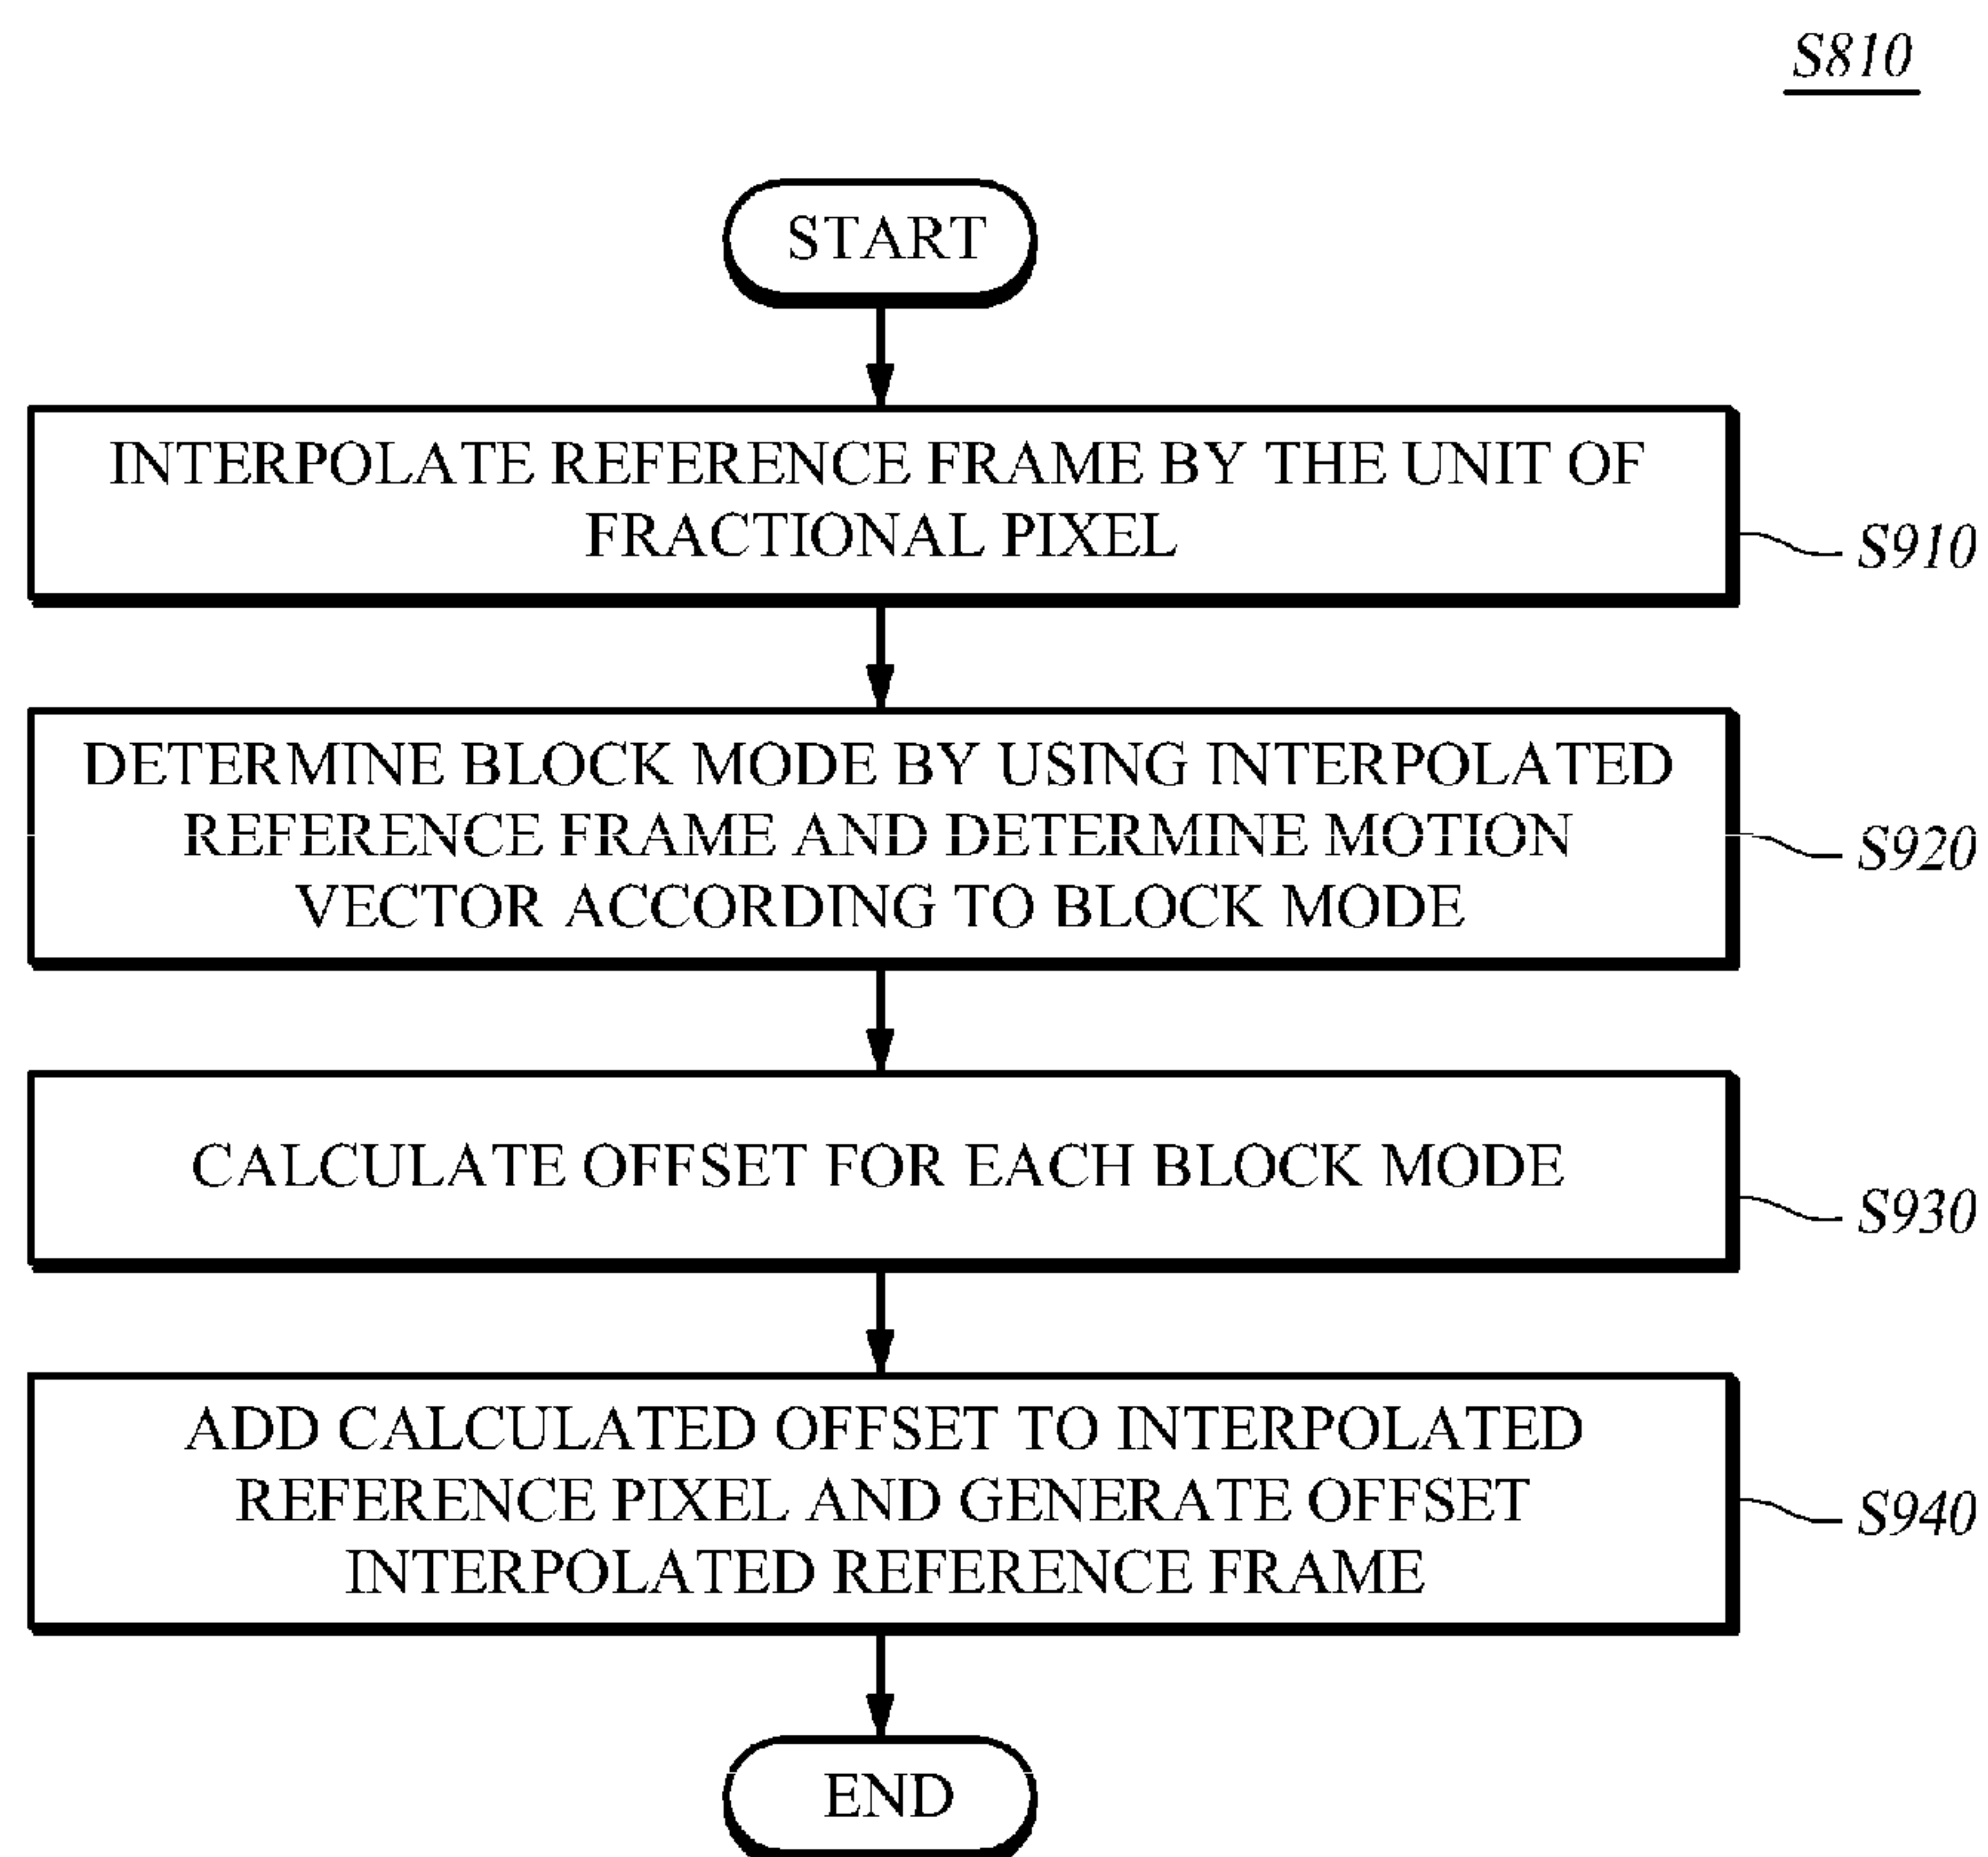 S810
START
INTERPOLATE REFERENCE FRAME BY THE UNIT OF
FRACTIONAL PIXEL
S910
DETERMINE BLOCK MODE BY USING INTERPOLATED
REFERENCE FRAME AND DETERMINE MOTION
VECTOR ACCORDING TO BLOCK MODE
S920
CALCULATE OFFSET FOR EACH BLOCK MODE
S930
ADD CALCULATED OFFSET TO INTERPOLATED
REFERENCE PIXEL AND GENERATE OFFSET
INTERPOLATED REFERENCE FRAME
S940
END